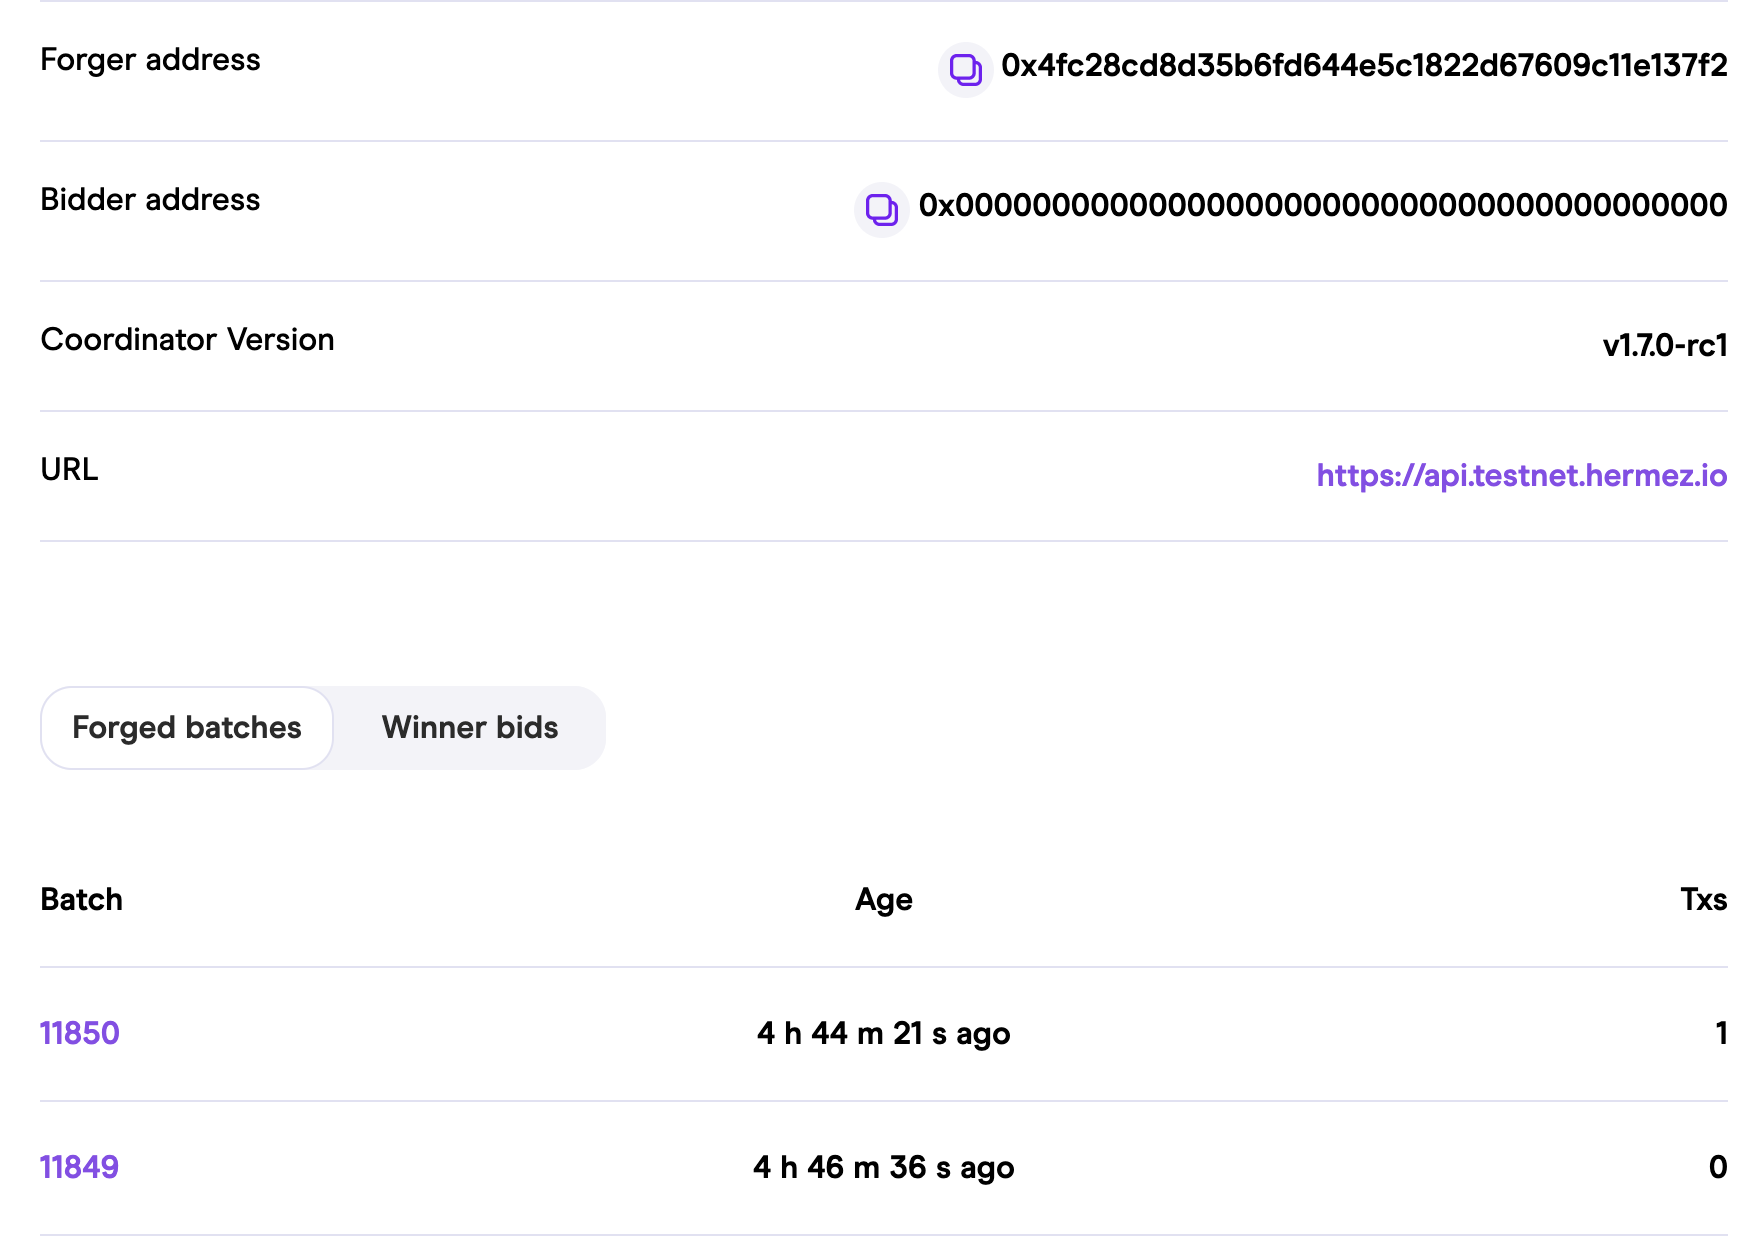 Forger address
0x4fc28cd8d35b6fd644e5c1822d67609c11e137f2
Bidder address
0x0000000000000000000000000000000000000000
Coordinator Version
v1.7.0-rc1
URL
https://api.testnet.hermez.io
Forged batches Winner bids
Batch Age Txs
11850 4 h 44 m 21 s ago 1
11849 4 h 46 m 36 s ago 0